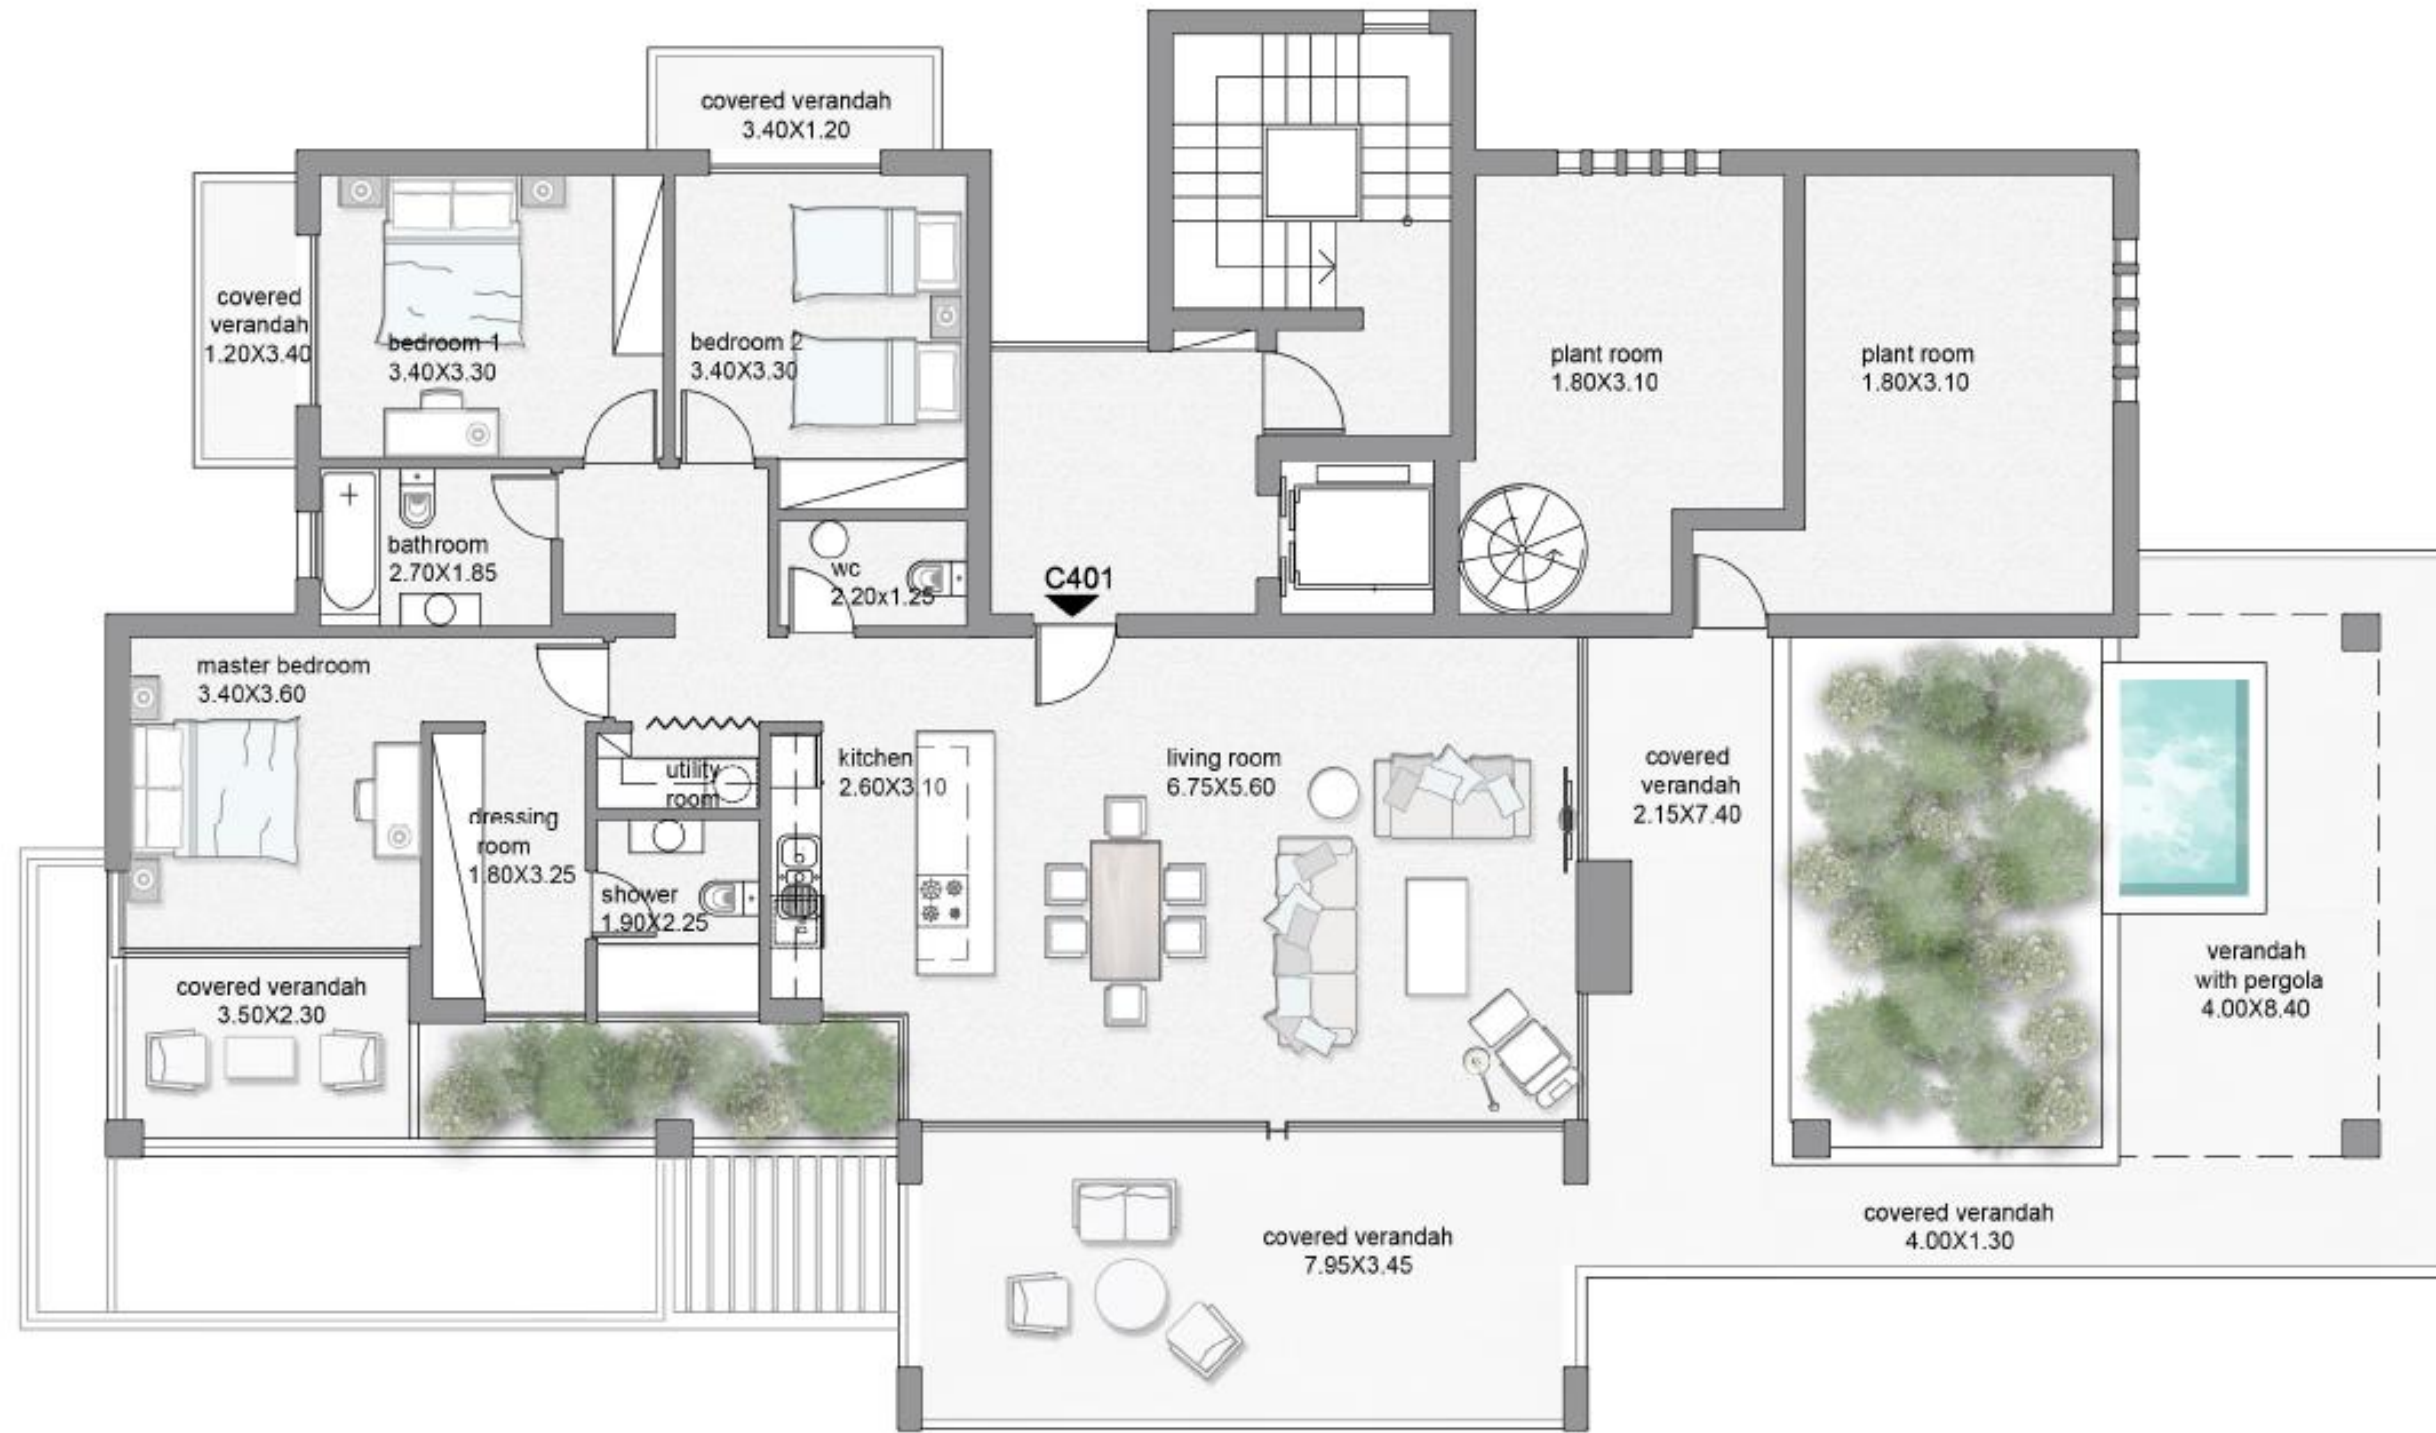 covered verandah
3.40X1.20
covered
verandah
1.20X3.40
bedroom 1
3.40X3.30
bedroom 2
3.40X3.30
plant room
1.80X3.10
plant room
1.80X3.10
bathroom
2.70X1.85
wc
2.20x1.25
C401
master bedroom
3.40X3.60
utility
room
kitchen
2.60X3.10
living room
6.75X5.60
covered
verandah
2.15X7.40
dressing
room
1.80X3.25
shower
1.90X2.25
verandah
with pergola
4.00X8.40
covered verandah
3.50X2.30
covered verandah
7.95X3.45
covered verandah
4.00X1.30